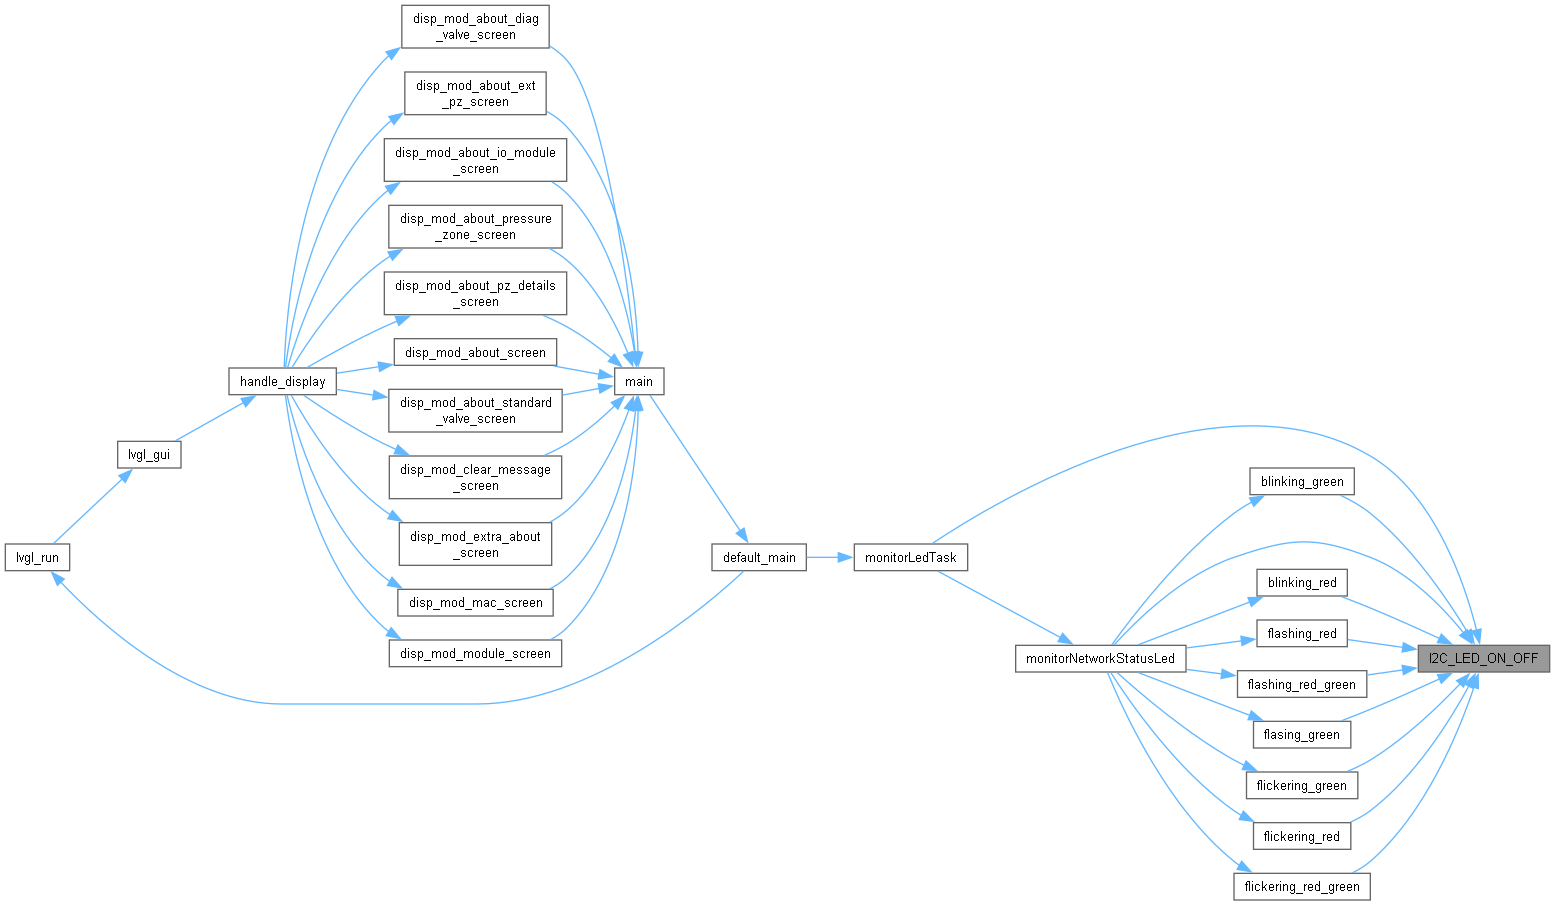 disp_mod_about_diag
_valve_screen
disp_mod_about_ext
_pz_screen
disp_mod_about_io_module
_screen
disp_mod_about_pressure
_zone_screen
disp_mod_about_pz_details
_screen
disp_mod_about_screen
handle_display
main
disp_mod_about_standard
_valve_screen
lvgl_gui
disp_mod_clear_message
_screen
blinking_green
disp_mod_extra_about
_screen
lvgl_run
default_main
monitorLedTask
blinking_red
disp_mod_mac_screen
flashing_red
disp_mod_module_screen
monitorNetworkStatusLed
I2C_LED_ON_OFF
flashing_red_green
flasing_green
flickering_green
flickering_red
flickering_red_green